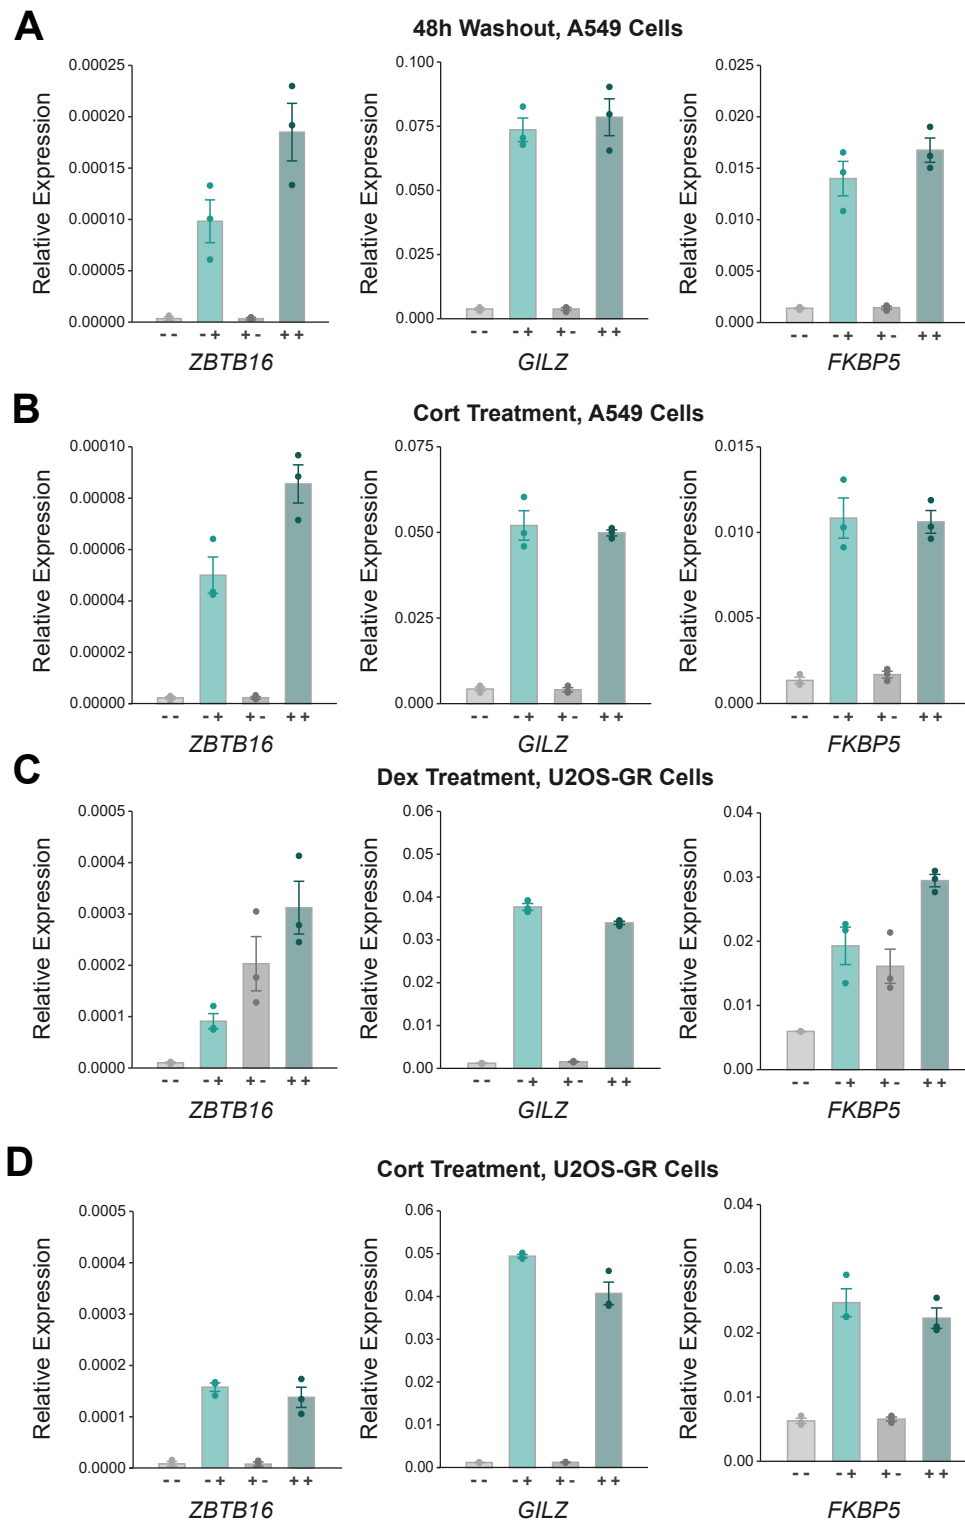 A
48h Washout, A549 Cells
Relative Expression
0.00025
0.00020
0.00015
0.00010
0.00005
0.00000
-- -+ +- ++
ZBTB16
Relative Expression
0.100
0.075
0.050
0.025
0.000
-- -+ +- ++
GILZ
Relative Expression
0.025
0.020
0.015
0.010
0.005
0.000
-- -+ +- ++
FKBP5
B
Cort Treatment, A549 Cells
Relative Expression
0.00010
0.00008
0.00006
0.00004
0.00002
0.00000
-- -+ +- ++
ZBTB16
Relative Expression
0.075
0.050
0.025
0.000
-- -+ +- ++
GILZ
Relative Expression
0.015
0.010
0.005
0.000
-- -+ +- ++
FKBP5
C
Dex Treatment, U2OS-GR Cells
Relative Expression
0.0005
0.0004
0.0003
0.0002
0.0001
0.0000
-- -+ +- ++
ZBTB16
Relative Expression
0.06
0.05
0.04
0.03
0.02
0.01
0.00
-- -+ +- ++
GILZ
Relative Expression
0.04
0.03
0.02
0.01
0.00
-- -+ +- ++
FKBP5
D
Cort Treatment, U2OS-GR Cells
Relative Expression
0.0005
0.0004
0.0003
0.0002
0.0001
0.0000
-- -+ +- ++
ZBTB16
Relative Expression
0.06
0.05
0.04
0.03
0.02
0.01
0.00
-- -+ +- ++
GILZ
Relative Expression
0.04
0.03
0.02
0.01
0.00
-- -+ +- ++
FKBP5